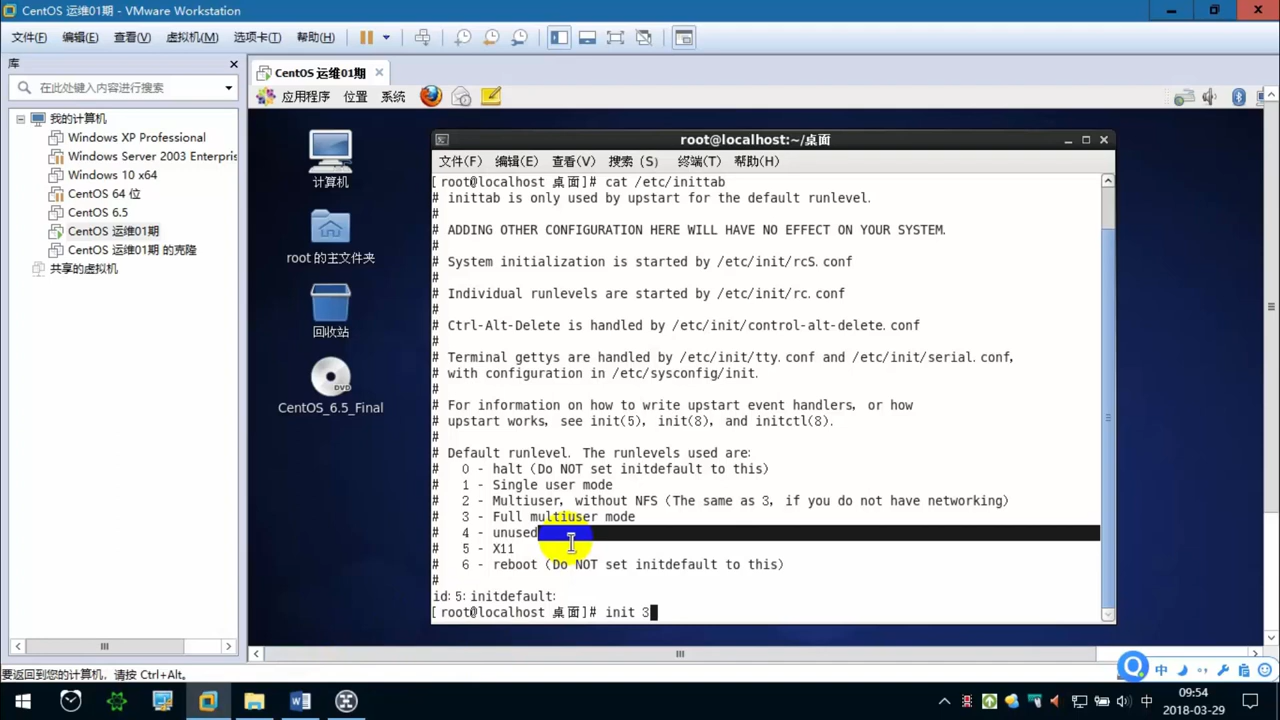 CentOS 运维01期 - VMware Workstation
文件(F) 编辑(E) 查看(V) 虚拟机(M) 选项卡(T) 帮助(H)
库
在此处键入内容进行搜索
我的计算机
Windows XP Professional
Windows Server 2003 Enterpris
Windows 10 x64
CentOS 64 位
CentOS 6.5
CentOS 运维01期
CentOS 运维01期 的克隆
共享的虚拟机
CentOS 运维01期
应用程序 位置 系统
计算机
root 的主文件夹
回收站
DVD
CentOS_6.5_Final
root@localhost:~/桌面
文件(F) 编辑(E) 查看(V) 搜索 (S) 终端(T) 帮助(H)
[root@localhost 桌面]# cat /etc/inittab
# inittab is only used by upstart for the default runlevel.
#
# ADDING OTHER CONFIGURATION HERE WILL HAVE NO EFFECT ON YOUR SYSTEM.
#
# System initialization is started by /etc/init/rcS.conf
#
# Individual runlevels are started by /etc/init/rc.conf
#
# Ctrl-Alt-Delete is handled by /etc/init/control-alt-delete.conf
#
# Terminal gettys are handled by /etc/init/tty.conf and /etc/init/serial.conf,
# with configuration in /etc/sysconfig/init.
#
# For information on how to write upstart event handlers, or how
# upstart works, see init(5), init(8), and initctl(8).
#
# Default runlevel. The runlevels used are:
#   0 - halt (Do NOT set initdefault to this)
#   1 - Single user mode
#   2 - Multiuser, without NFS (The same as 3, if you do not have networking)
#   3 - Full multiuser mode
#   4 - unused
#   5 - X11
#   6 - reboot (Do NOT set initdefault to this)
#
id:5:initdefault:
[root@localhost 桌面]# init 3
要返回到您的计算机，请按 Ctrl+Alt。
中
中
09:54
2018-03-29